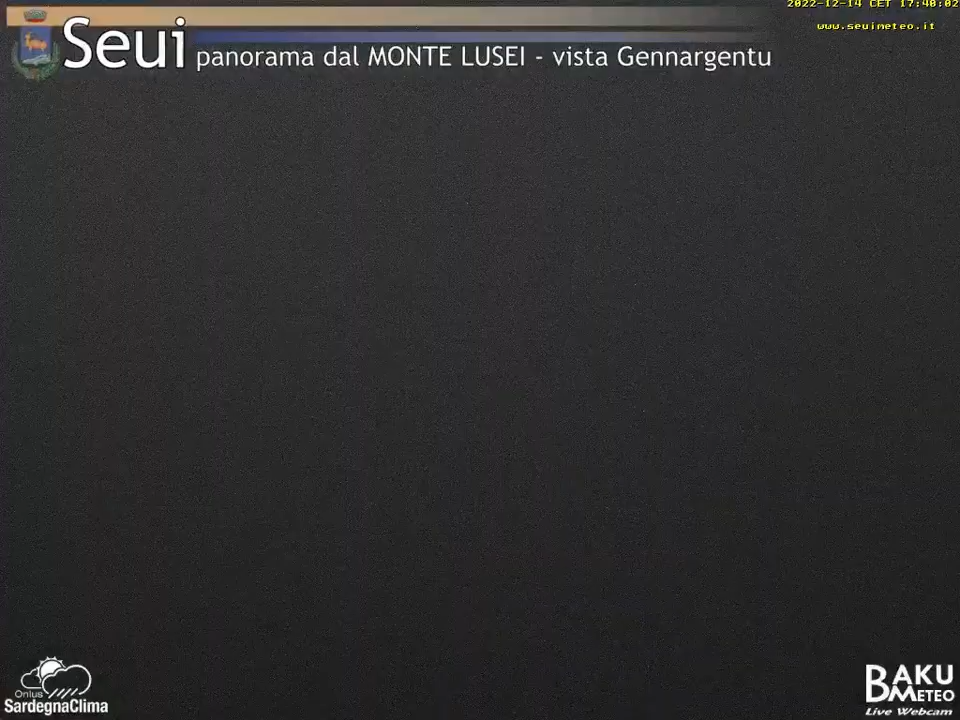 2022-12-14 CET 17:40:02
www.seuimeteo.it
Seui panorama dal MONTE LUSEI - vista Gennargentu
Onlus
SardegnaClima
BAKU
METEO
Live Webcam